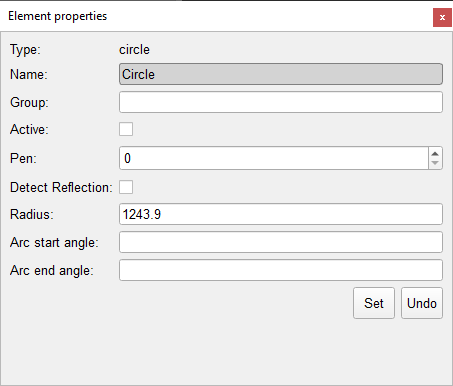 Element properties x
Type: circle
Name: Circle
Group:
Active:
Pen: 0
Detect Reflection:
Radius: 1243.9
Arc start angle:
Arc end angle:
Set Undo